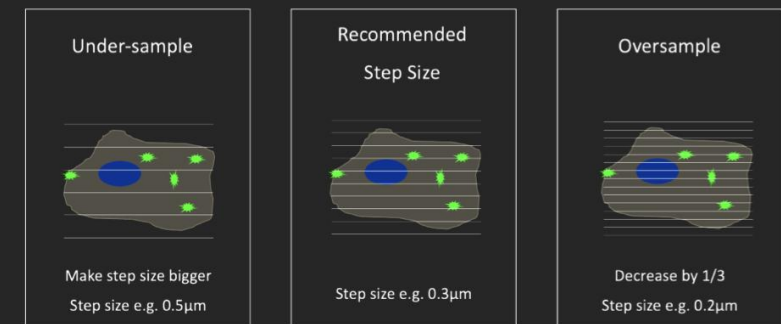 Under-sample
Make step size bigger
Step size e.g. 0.5µm
Recommended
Step Size
Step size e.g. 0.3µm
Oversample
Decrease by 1/3
Step size e.g. 0.2µm